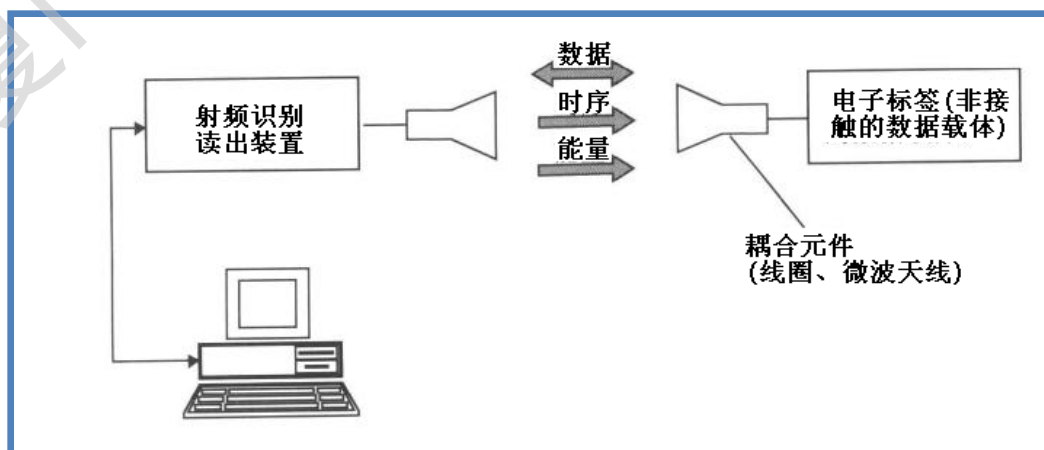 射频识别
读出装置
数据
时序
能量
电子标签(非接
触的数据载体)
耦合元件
(线圈、微波天线)